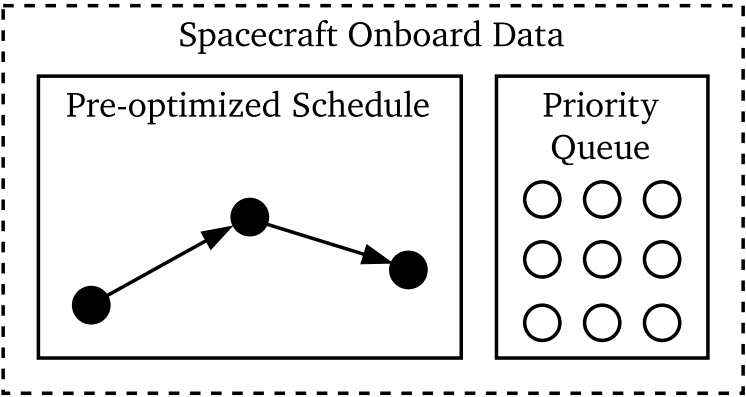 Spacecraft Onboard Data
Pre-optimized Schedule
Priority
Queue